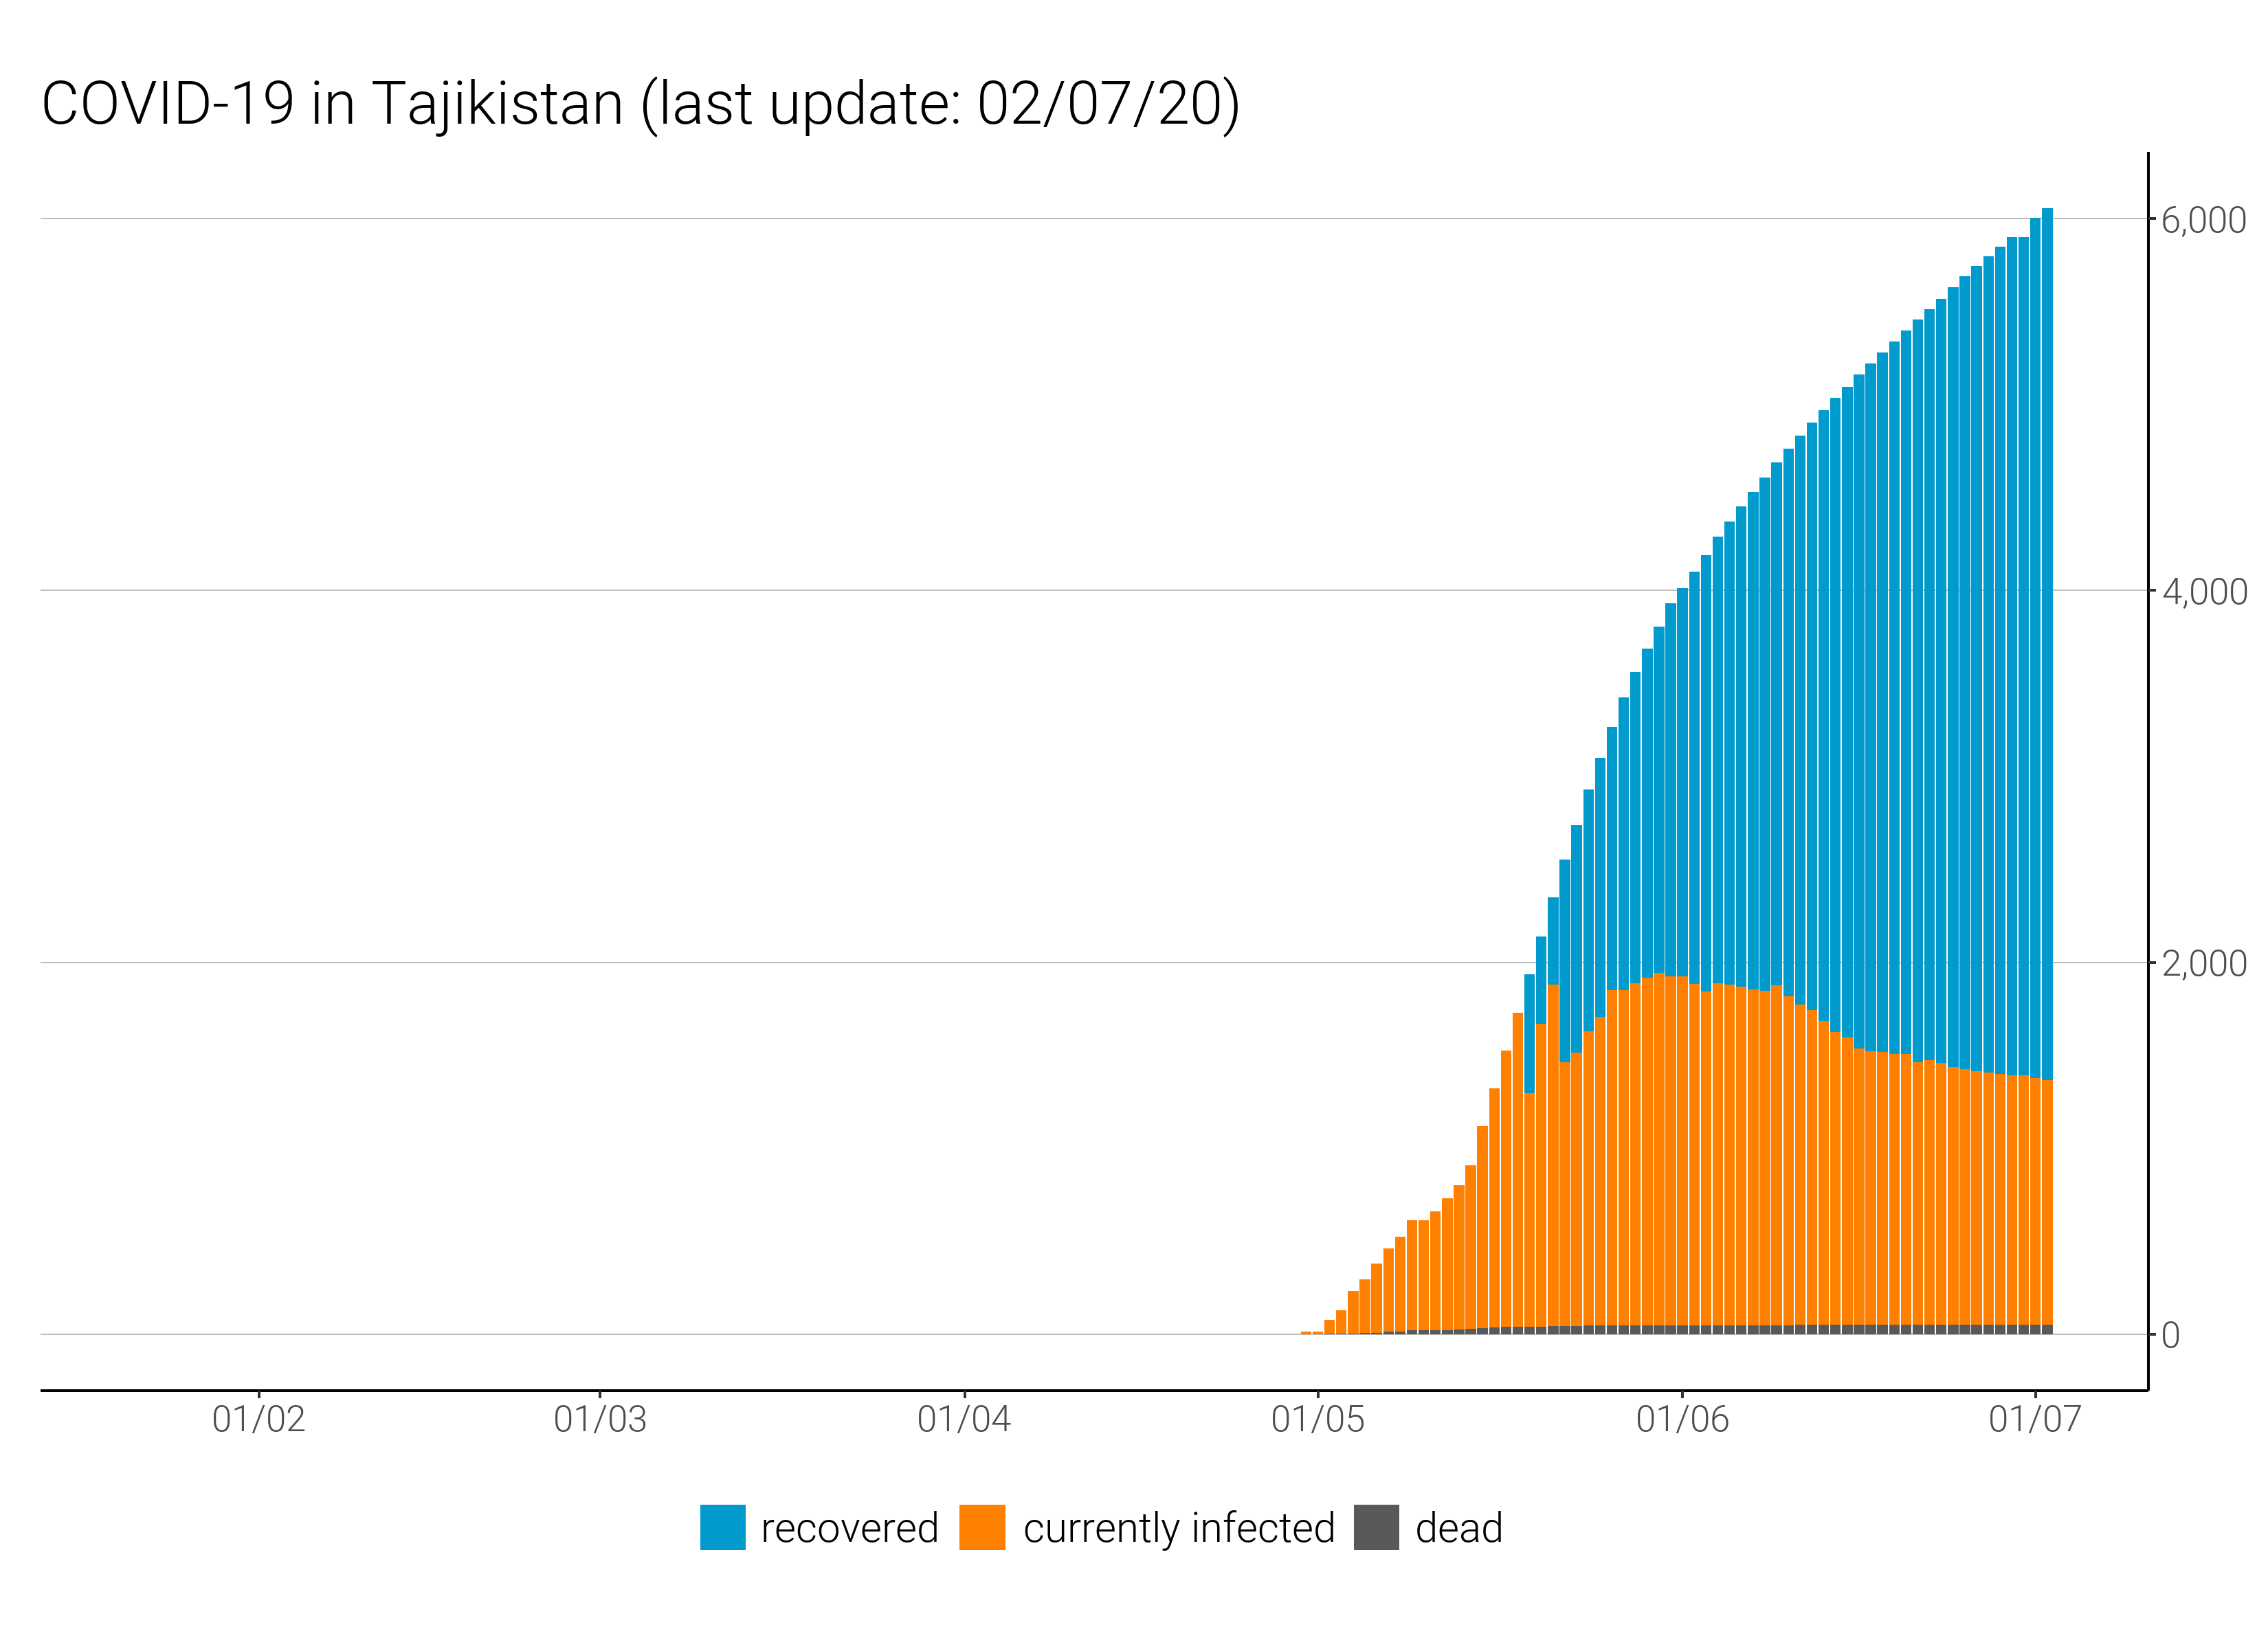 COVID-19 in Tajikistan (last update: 02/07/20)
6,000
4,000
2,000
0
01/02 01/03 01/04 01/05 01/06 01/07
recovered currently infected dead